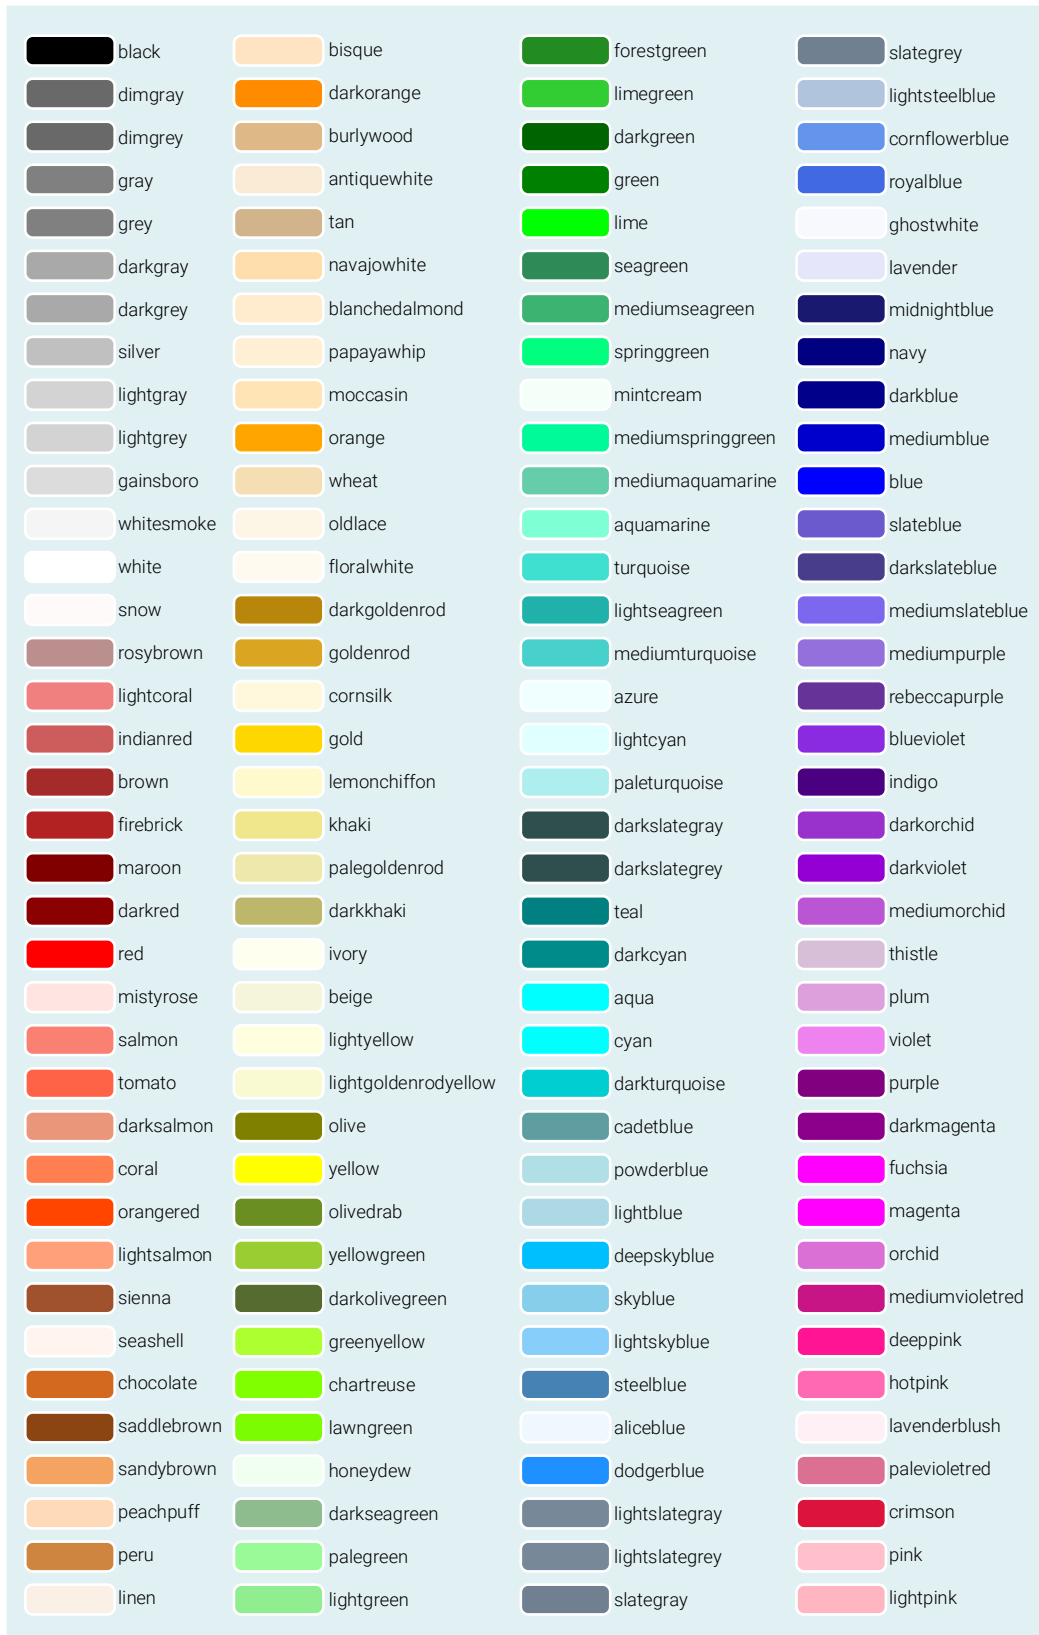 black
dimgray
dimgrey
gray
grey
darkgray
darkgrey
silver
lightgray
lightgrey
gainsboro
whitesmoke
white
snow
rosybrown
lightcoral
indianred
brown
firebrick
maroon
darkred
red
mistyrose
salmon
tomato
darksalmon
coral
orangered
lightsalmon
sienna
seashell
chocolate
saddlebrown
sandybrown
peachpuff
peru
linen
bisque
darkorange
burlywood
antiquewhite
tan
navajowhite
blanchedalmond
papayawhip
moccasin
orange
wheat
oldlace
floralwhite
darkgoldenrod
goldenrod
cornsilk
gold
lemonchiffon
khaki
palegoldenrod
darkkhaki
ivory
beige
lightyellow
lightgoldenrodyellow
olive
yellow
olivedrab
yellowgreen
darkolivegreen
greenyellow
chartreuse
lawngreen
honeydew
darkseagreen
palegreen
lightgreen
forestgreen
limegreen
darkgreen
green
lime
seagreen
mediumseagreen
springgreen
mintcream
mediumspringgreen
mediumaquamarine
aquamarine
turquoise
lightseagreen
mediumturquoise
azure
lightcyan
paleturquoise
darkslategray
darkslategrey
teal
darkcyan
aqua
cyan
darkturquoise
cadetblue
powderblue
lightblue
deepskyblue
skyblue
lightskyblue
steelblue
aliceblue
dodgerblue
lightslategray
lightslategrey
slategray
slategrey
lightsteelblue
cornflowerblue
royalblue
ghostwhite
lavender
midnightblue
navy
darkblue
mediumblue
blue
slateblue
darkslateblue
mediumslateblue
mediumpurple
rebeccapurple
blueviolet
indigo
darkorchid
darkviolet
mediumorchid
thistle
plum
violet
purple
darkmagenta
fuchsia
magenta
orchid
mediumvioletred
deeppink
hotpink
lavenderblush
palevioletred
crimson
pink
lightpink